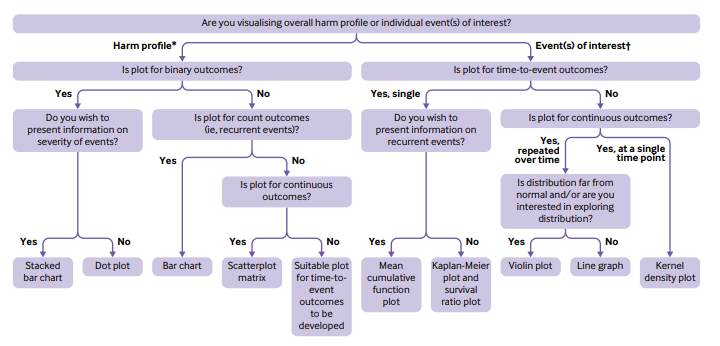 Are you visualising overall harm profile or individual event(s) of interest?
Harm profile*
Event(s) of interest†
Is plot for binary outcomes?
Is plot for time-to-event outcomes?
Yes
No
Yes, single
No
Do you wish to
present information on
severity of events?
Is plot for count outcomes
(ie, recurrent events)?
Do you wish to
present information on
recurrent events?
Is plot for continuous outcomes?
Yes
No
Yes,
repeated
over time
Yes, at a single
time point
Is plot for continuous
outcomes?
Is distribution far from
normal and/or are you
interested in exploring
distribution?
Yes
No
Yes
No
Yes
No
Yes
No
Stacked
bar chart
Dot plot
Bar chart
Scatterplot
matrix
Suitable plot
for time-to-
event
outcomes
to be
developed
Mean
cumulative
function
plot
Kaplan-Meier
plot and
survival
ratio plot
Violin plot
Line graph
Kernel
density plot